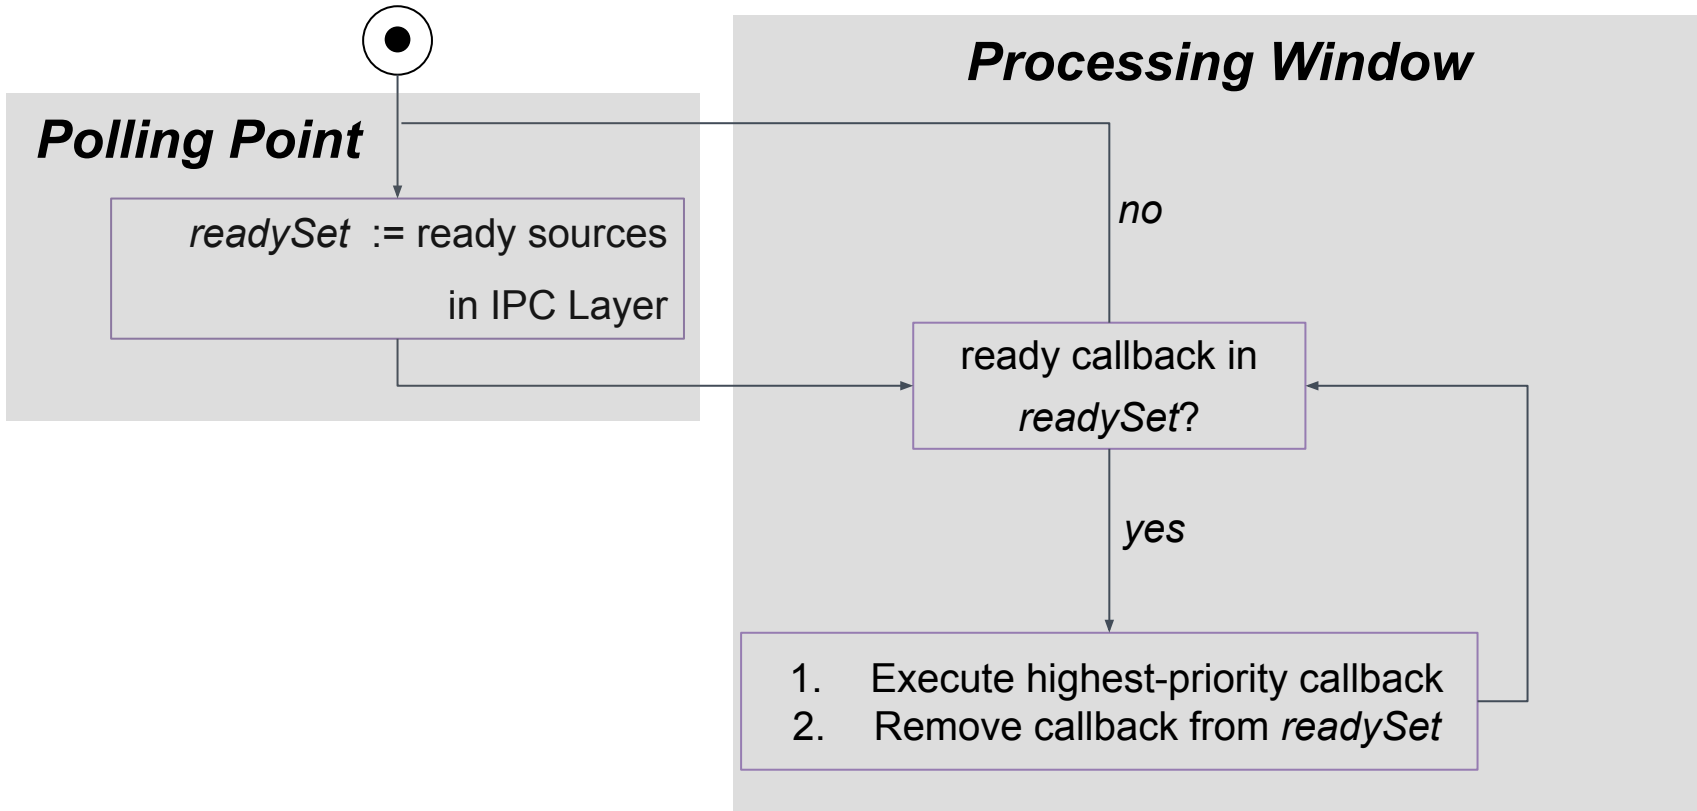 Processing Window
Polling Point
readySet := ready sources
in IPC Layer
no
ready callback in
readySet?
yes
1. Execute highest-priority callback
2. Remove callback from readySet